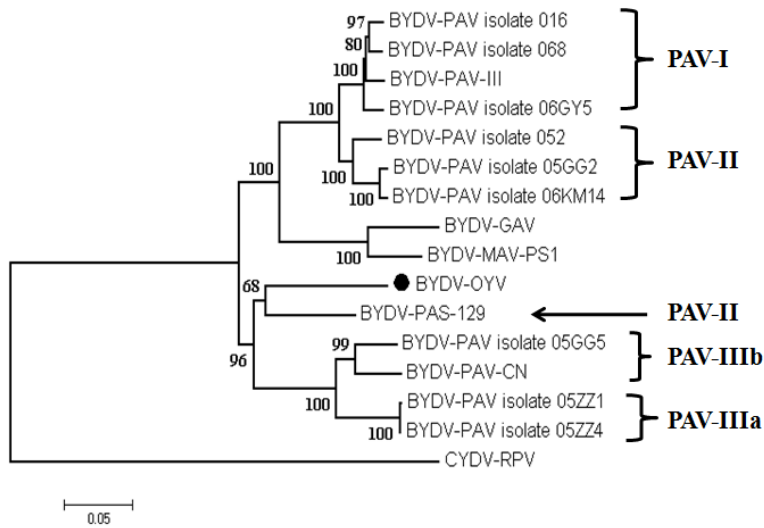 97
BYDV-PAV isolate 016
80
BYDV-PAV isolate 068
PAV-I
100
BYDV-PAV-III
100
BYDV-PAV isolate 06GY5
BYDV-PAV isolate 052
PAV-II
100
BYDV-PAV isolate 05GG2
100
100
BYDV-PAV isolate 06KM14
BYDV-GAV
100
BYDV-MAV-PS1
68
BYDV-OYV
BYDV-PAS-129
PAV-II
99
BYDV-PAV isolate 05GG5
PAV-IIIb
96
BYDV-PAV-CN
100
BYDV-PAV isolate 05ZZ1
PAV-IIIa
100
BYDV-PAV isolate 05ZZ4
CYDV-RPV
0.05